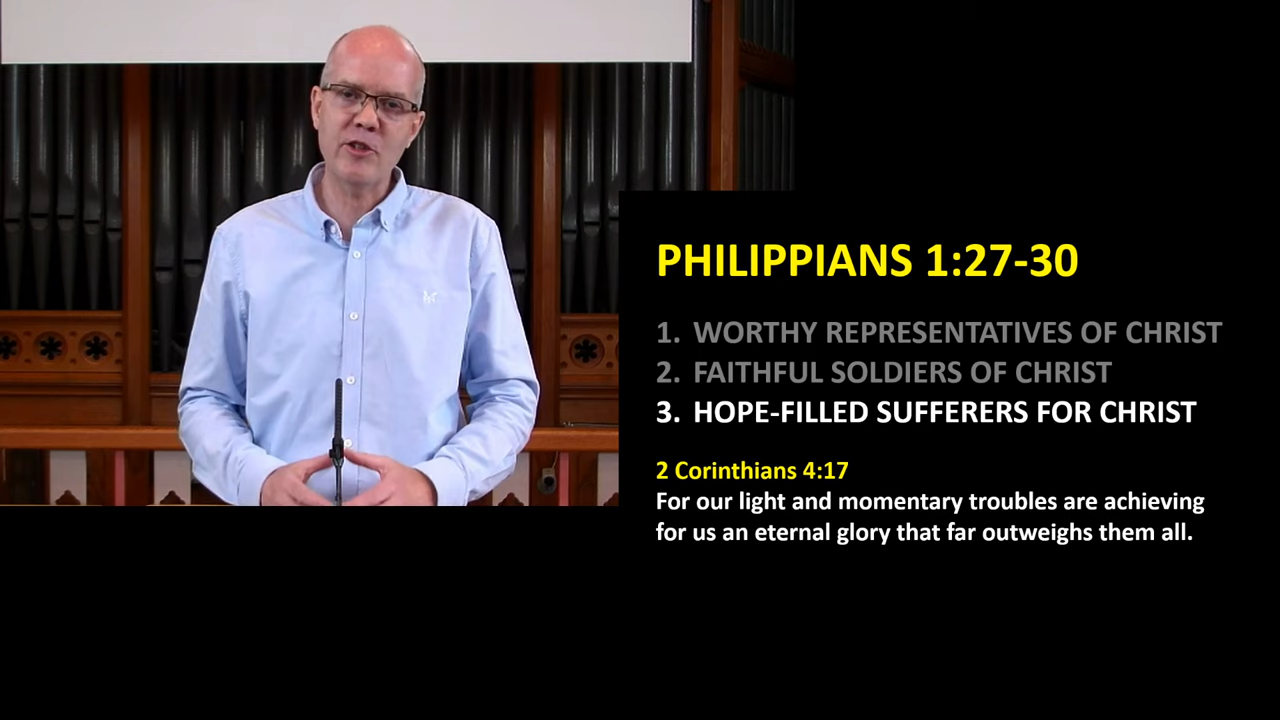 PHILIPPIANS 1:27-30
1. WORTHY REPRESENTATIVES OF CHRIST
2. FAITHFUL SOLDIERS OF CHRIST
3. HOPE-FILLED SUFFERERS FOR CHRIST
2 Corinthians 4:17
For our light and momentary troubles are achieving
for us an eternal glory that far outweighs them all.